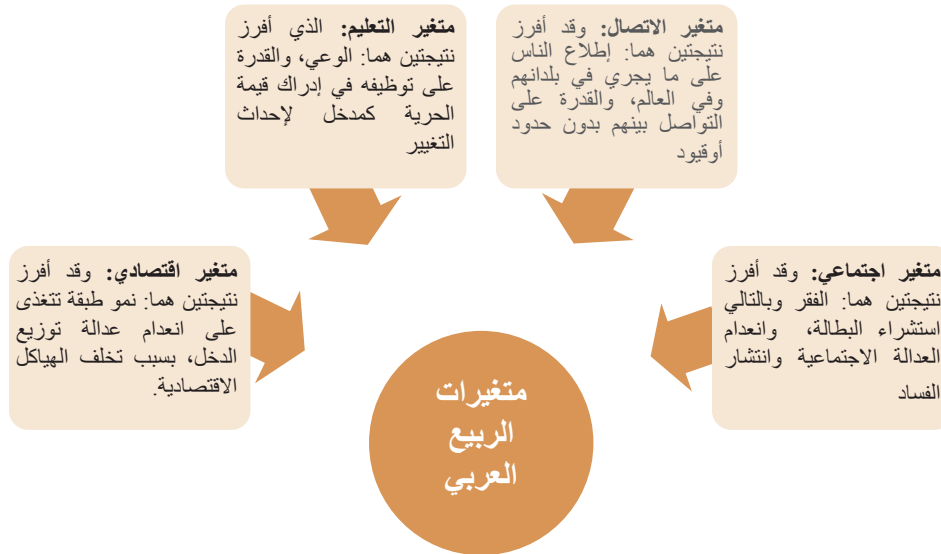 متغير الاتصال: وقد أفرز
نتيجتين هما: إطلاع الناس
على ما يجري في بلدانهم
وفي العالم، والقدرة على
التواصل بينهم بدون حدود
أوقيود
متغير التعليم: الذي أفرز
نتيجتين هما: الوعي، والقدرة
على توظيفه في إدراك قيمة
الحرية كمدخل لإحداث
التغيير
متغير اجتماعي: وقد أفرز
نتيجتين هما: الفقر وبالتالي
استشراء البطالة، وانعدام
العدالة الاجتماعية وانتشار
الفساد
متغير اقتصادي: وقد أفرز
نتيجتين هما: نمو طبقة تتغذى
على انعدام عدالة توزيع
الدخل، بسبب تخلف الهياكل
الاقتصادية.
متغيرات
الربيع
العربي